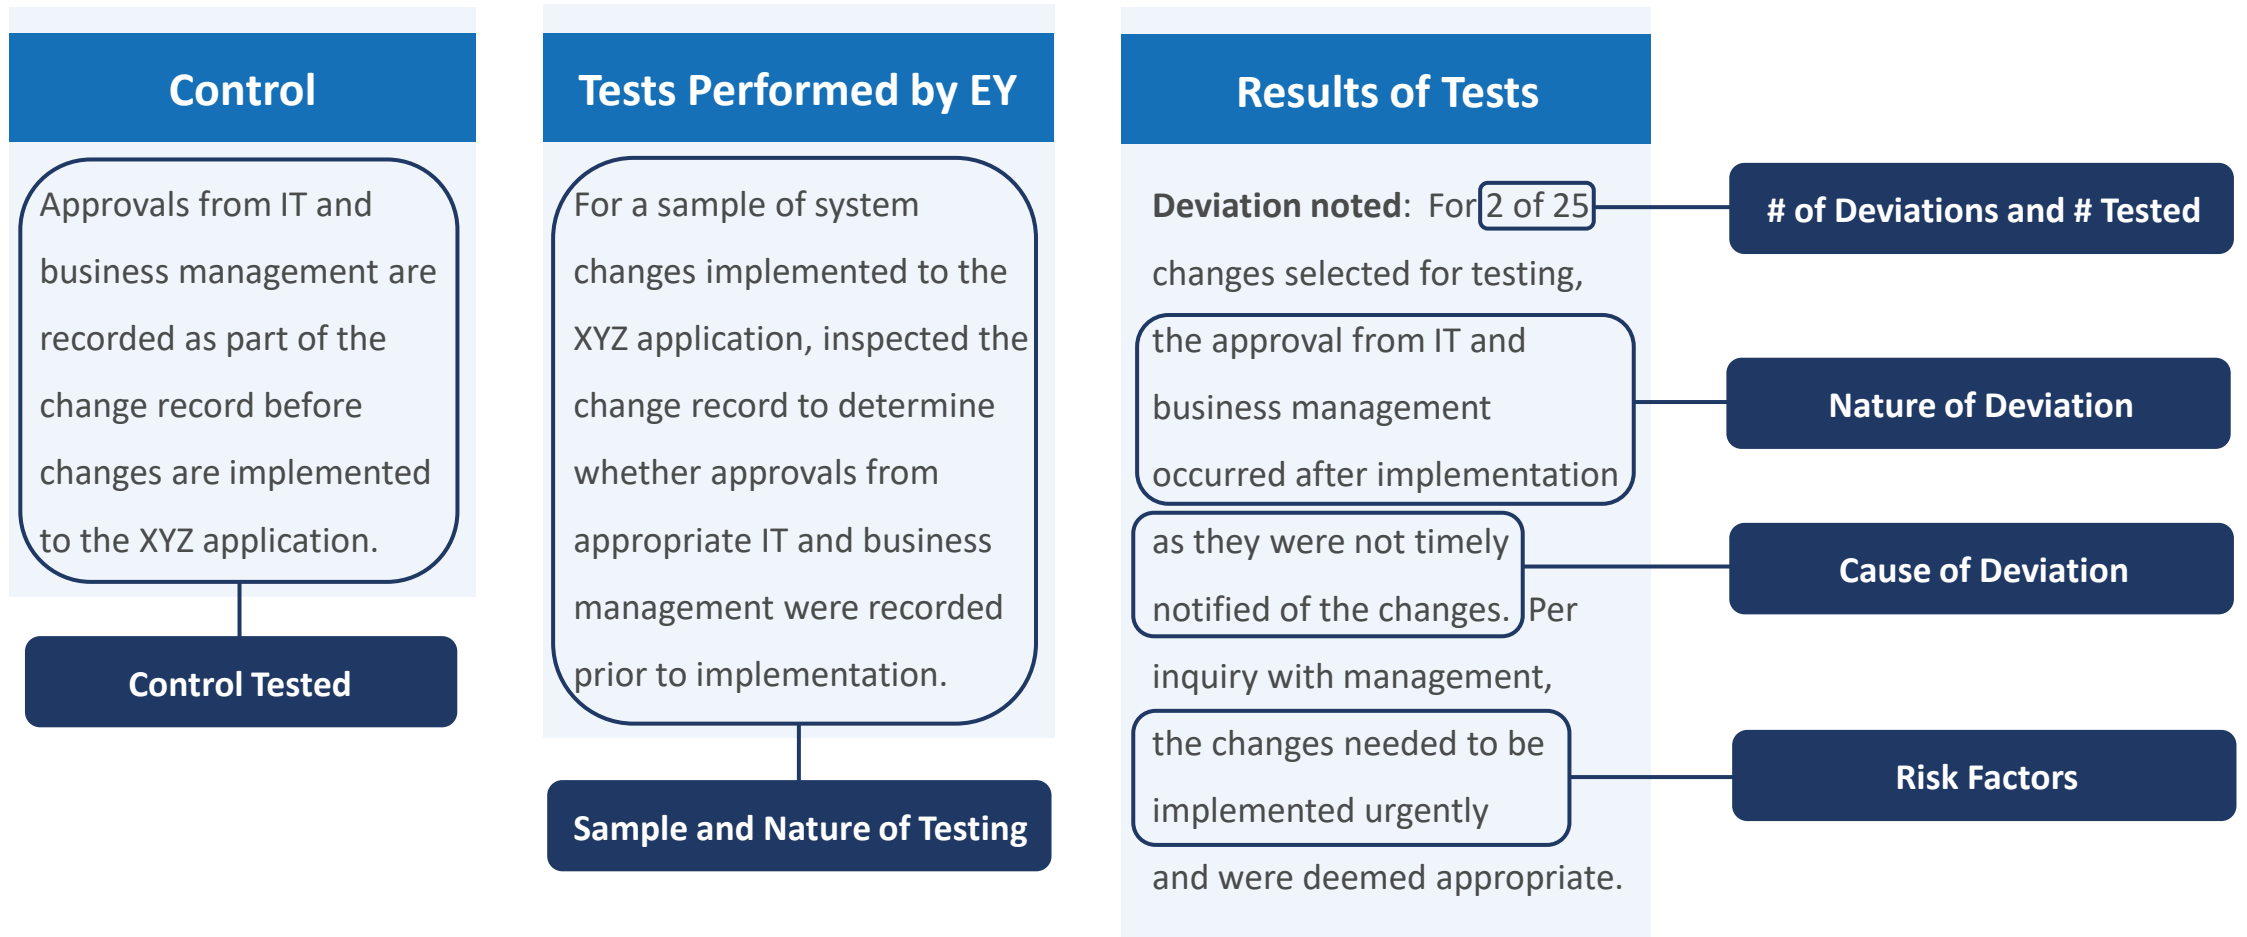 Control
Approvals from IT and
business management are
recorded as part of the
change record before
changes are implemented
to the XYZ application.
Control Tested
Tests Performed by EY
For a sample of system
changes implemented to the
XYZ application, inspected the
change record to determine
whether approvals from
appropriate IT and business
management were recorded
prior to implementation.
Sample and Nature of Testing
Results of Tests
Deviation noted: For 2 of 25
changes selected for testing,
the approval from IT and
business management
occurred after implementation
as they were not timely
notified of the changes. Per
inquiry with management,
the changes needed to be
implemented urgently
and were deemed appropriate.
# of Deviations and # Tested
Nature of Deviation
Cause of Deviation
Risk Factors